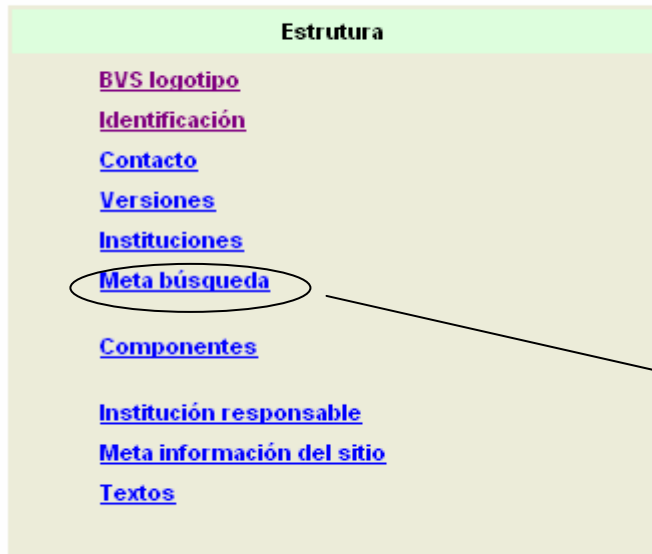 Estrutura
BVS logotipo
Identificación
Contacto
Versiones
Instituciones
Meta búsqueda
Componentes
Institución responsable
Meta información del sitio
Textos